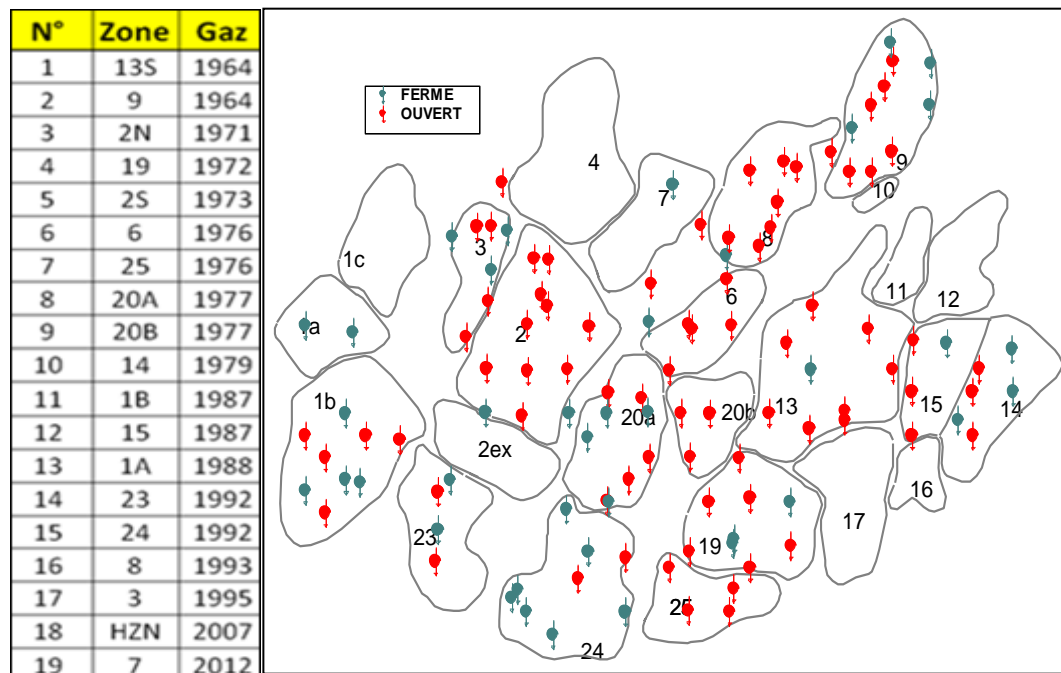 N° Zone Gaz
1 13S 1964
2 9 1964
3 2N 1971
4 19 1972
5 2S 1973
6 6 1976
7 25 1976
8 20A 1977
9 20B 1977
10 14 1979
11 1B 1987
12 15 1987
13 1A 1988
14 23 1992
15 24 1992
16 8 1993
17 3 1995
18 HZN 2007
19 7 2012
FERME
OUVERT
4
9
7
10
8
3
1c
6
11
12
1a
2
1b
20a
20b
13
15
14
2ex
16
17
23
19
25
24